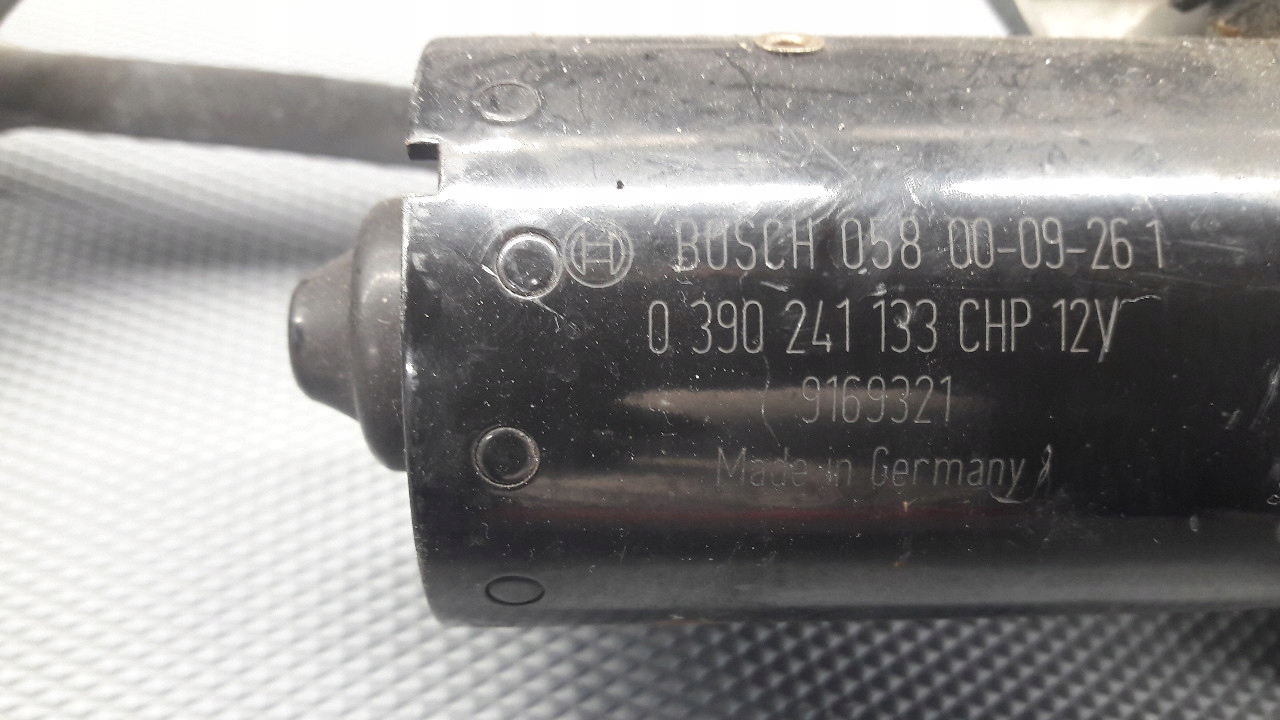 BOSCH 058 00-09-26 1
0 390 241 133 CHP 12V
9169321
Made in Germany